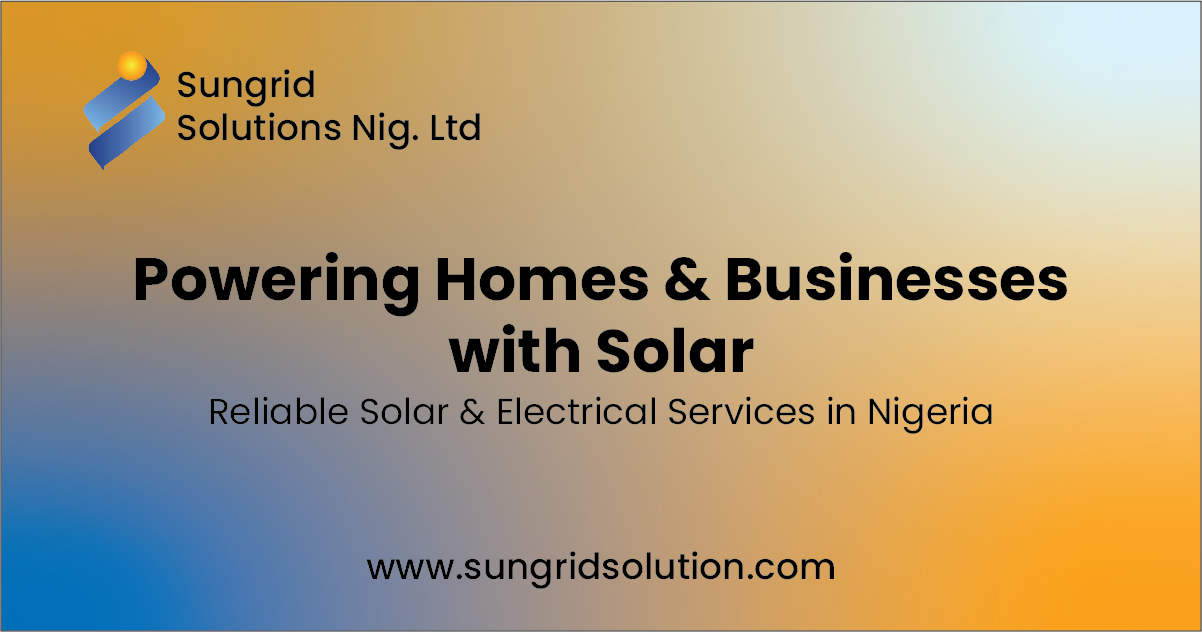 Sungrid
Solutions Nig. Ltd
Powering Homes & Businesses
with Solar
Reliable Solar & Electrical Services in Nigeria
www.sungridsolution.com